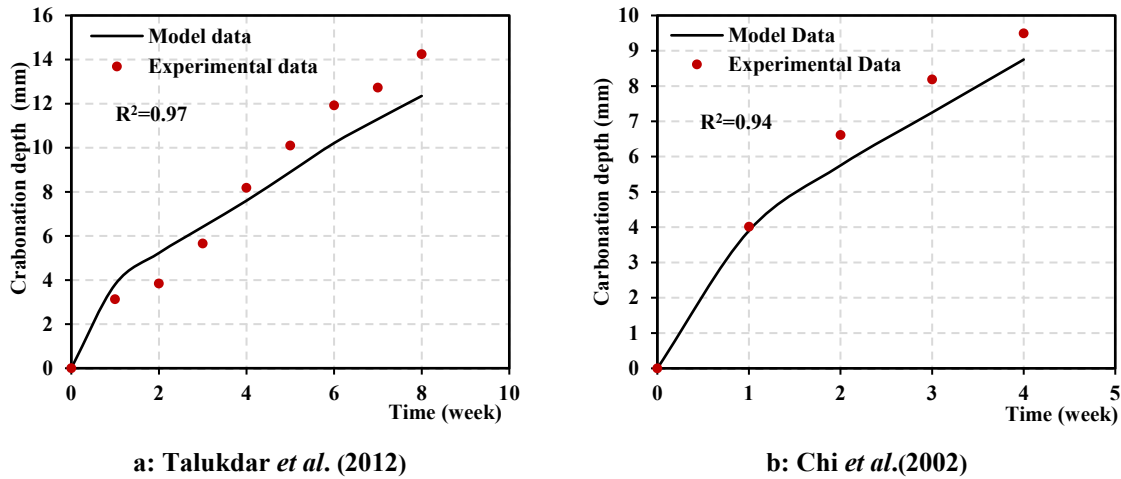 16
14
12
10
8
6
4
2
0
Crabonation depth (mm)
Model data
Experimental data
R²=0.97
0
2
4
6
8
10
Time (week)
a: Talukdar et al. (2012)
10
9
8
7
6
5
4
3
2
1
0
Carbonation depth (mm)
Model Data
Experimental Data
R²=0.94
0
1
2
3
4
5
Time (week)
b: Chi et al.(2002)